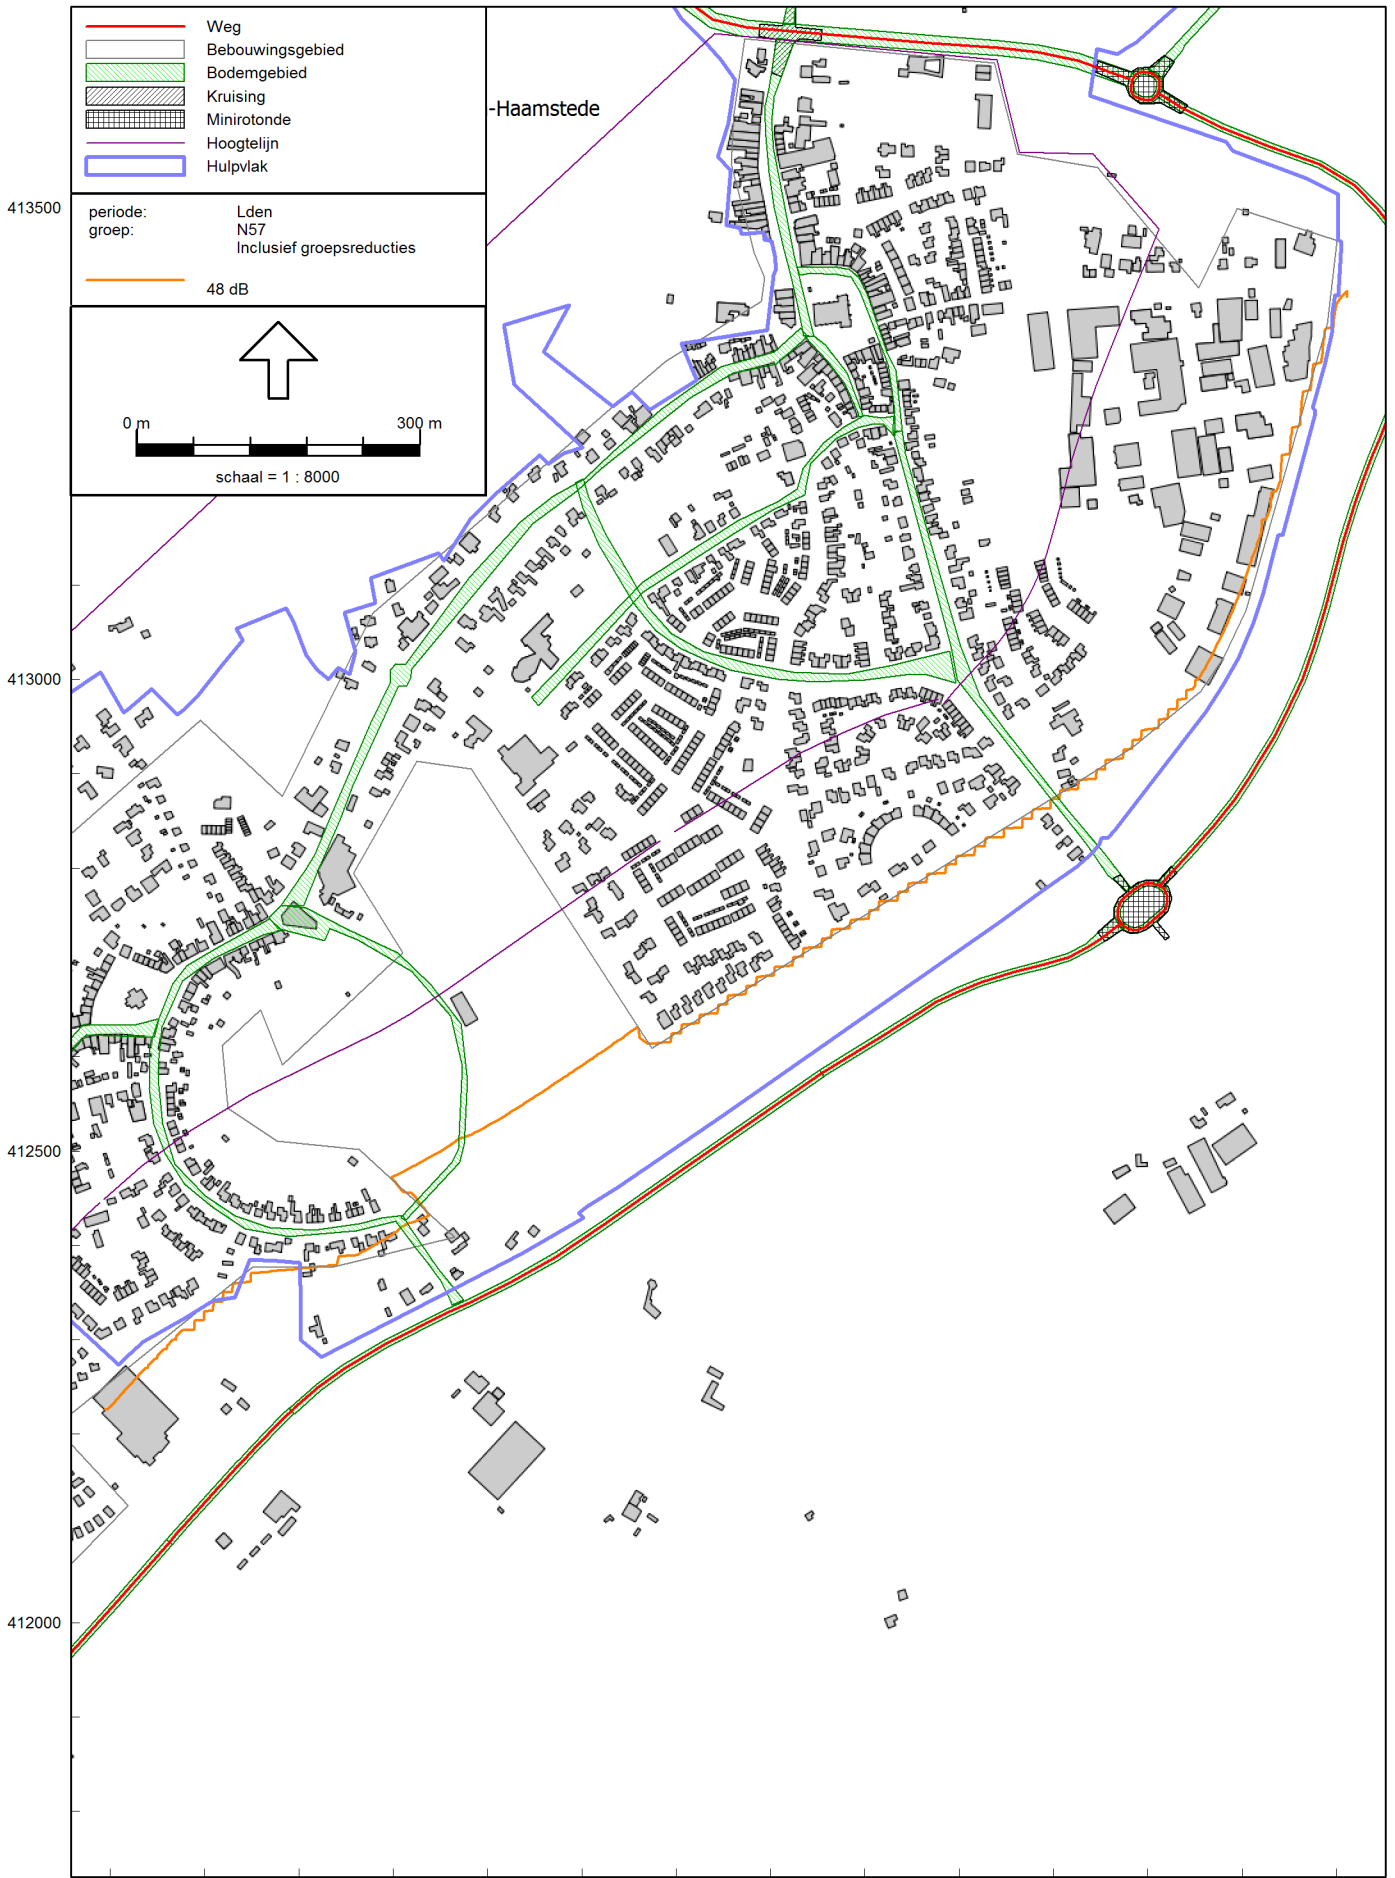 Weg
Bebouwingsgebied
Bodemgebied
Kruising
Minirotonde
Hoogtelijn
Hulpvlak
-Haamstede
periode: Lden
groep: N57
Inclusief groepsreducties
48 dB
0 m 300 m
schaal = 1 : 8000
413500
413000
412500
412000